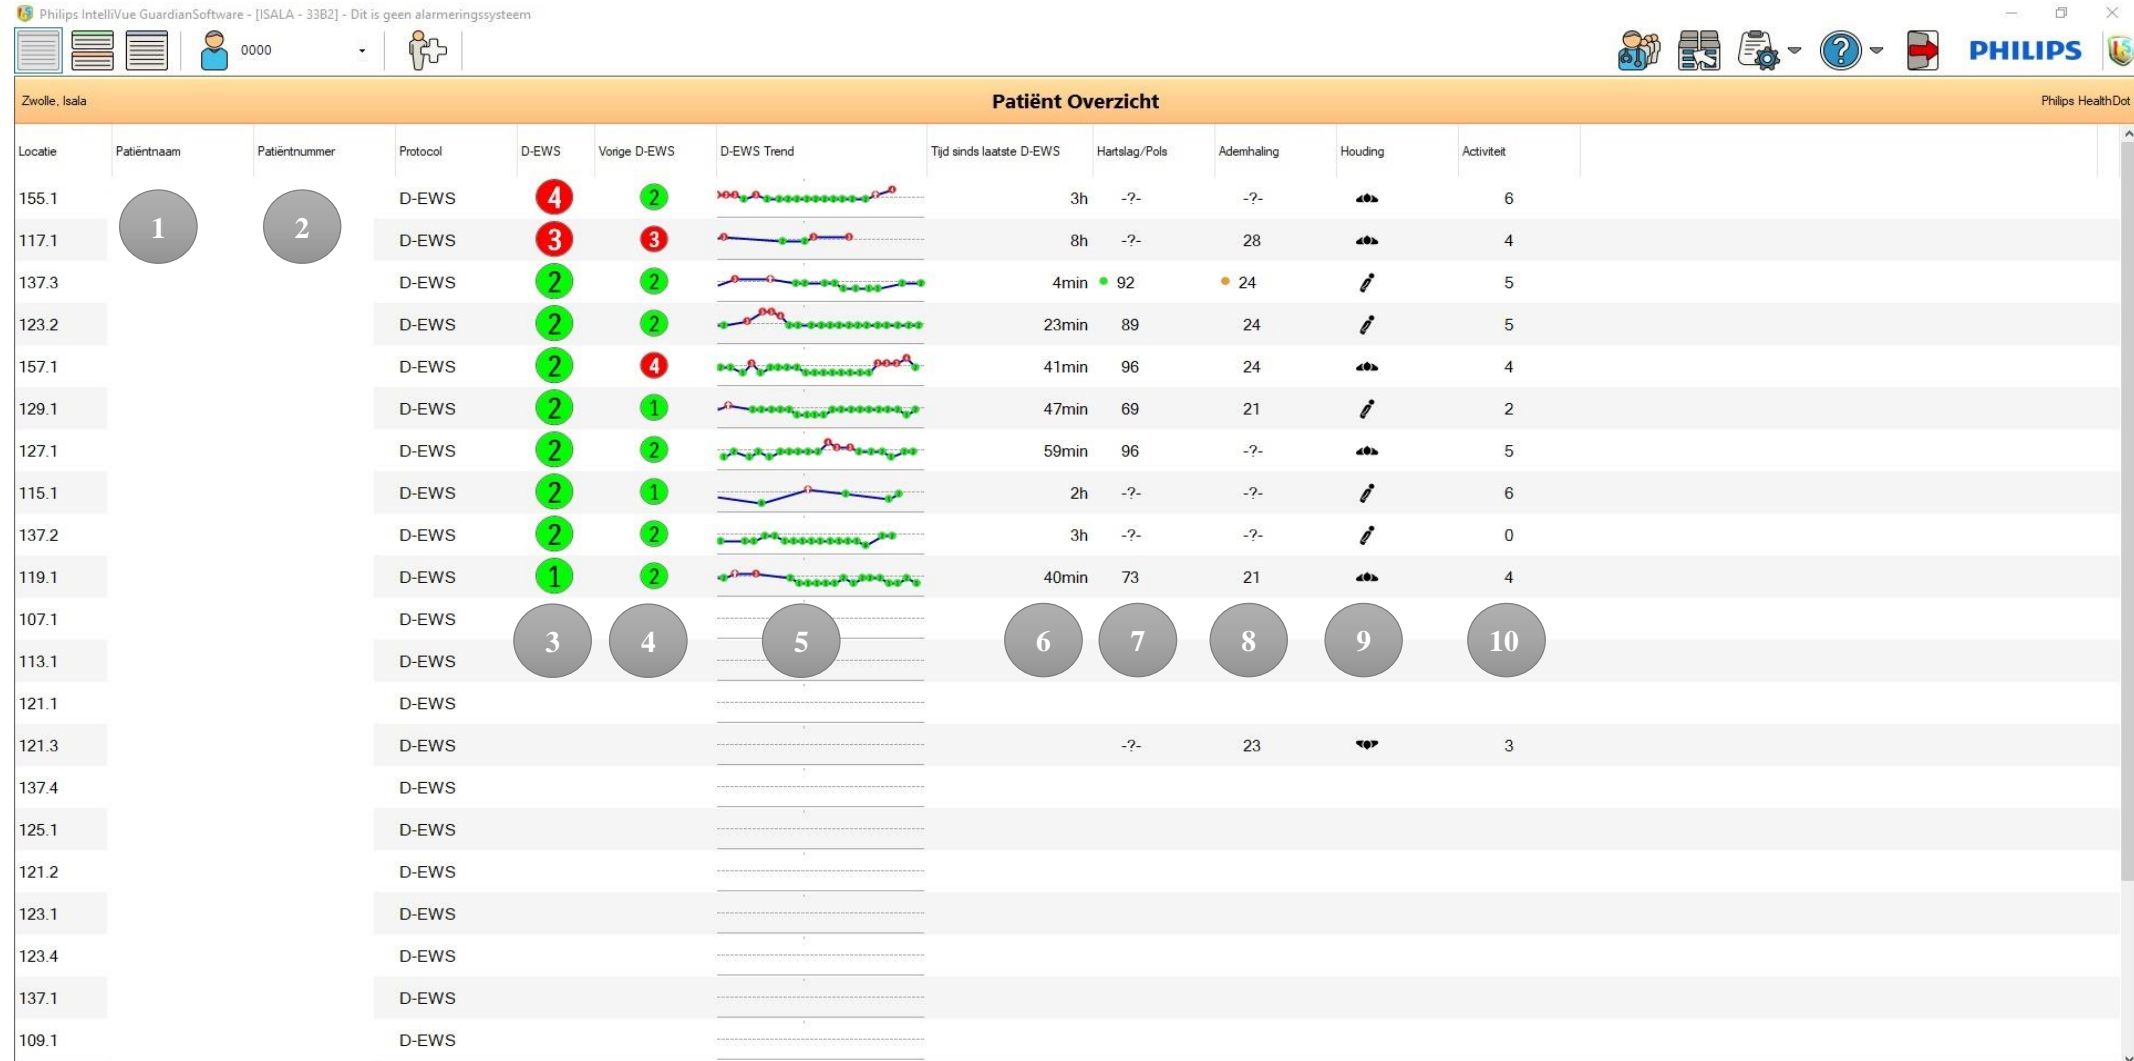 Philips IntelliVue GuardianSoftware - [ISALA - 33B2] - Dit is geen alarmeringssysteem
0000 PHILIPS
Zwolle, Isala Patiënt Overzicht Philips HealthDot
Locatie Patiëntnaam Patiëntnummer Protocol D-EWS Vorige D-EWS D-EWS Trend Tijd sinds laatste D-EWS Hartslag/Pols Ademhaling Houding Activiteit
155.1 D-EWS 4 2 3h -?- -?- 6
1 2
117.1 D-EWS 3 3 8h -?- 28 4
137.3 D-EWS 2 2 4min 92 24 5
123.2 D-EWS 2 2 23min 89 24 5
157.1 D-EWS 2 4 41min 96 24 4
129.1 D-EWS 2 1 47min 69 21 2
127.1 D-EWS 2 2 59min 96 -?- 5
115.1 D-EWS 2 1 2h -?- -?- 6
137.2 D-EWS 2 2 3h -?- -?- 0
119.1 D-EWS 1 2 40min 73 21 4
107.1 D-EWS
3 4 5 6 7 8 9 10
113.1 D-EWS
121.1 D-EWS
121.3 D-EWS -?- 23 3
137.4 D-EWS
125.1 D-EWS
121.2 D-EWS
123.1 D-EWS
123.4 D-EWS
137.1 D-EWS
109.1 D-EWS